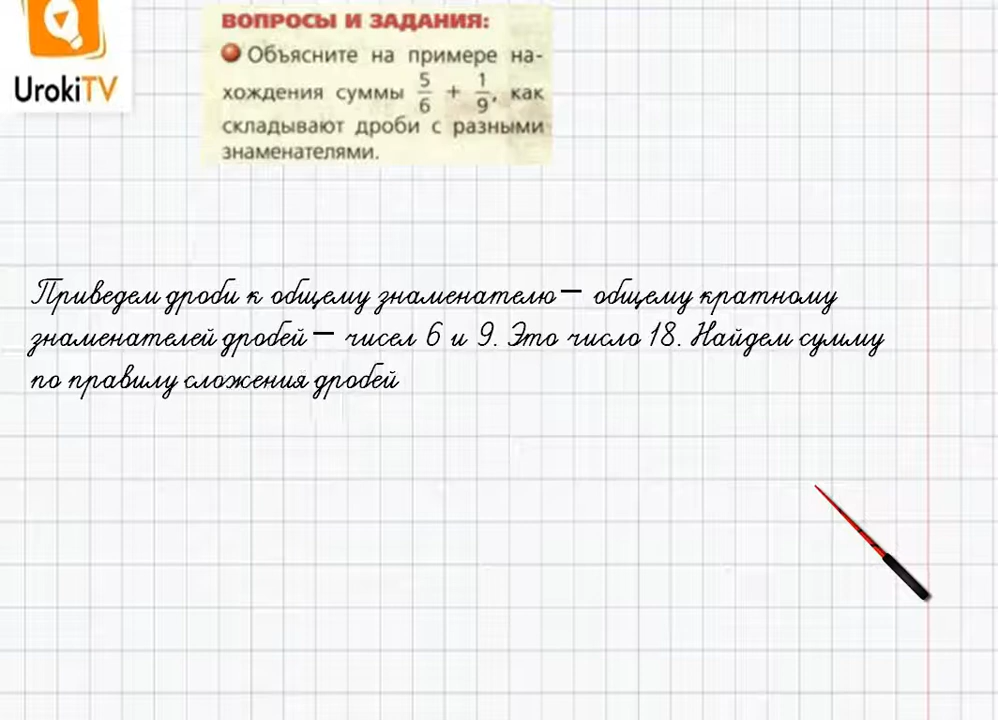 UrokiTV
ВОПРОСЫ И ЗАДАНИЯ:
Объясните на примере на-
хождения суммы 5/6 + 1/9, как
складывают дроби с разными
знаменателями.
Приведем дроби к общему знаменателю – общему кратному
знаменателей дробей – чисел 6 и 9. Это число 18. Найдем сумму
по правилу сложения дробей